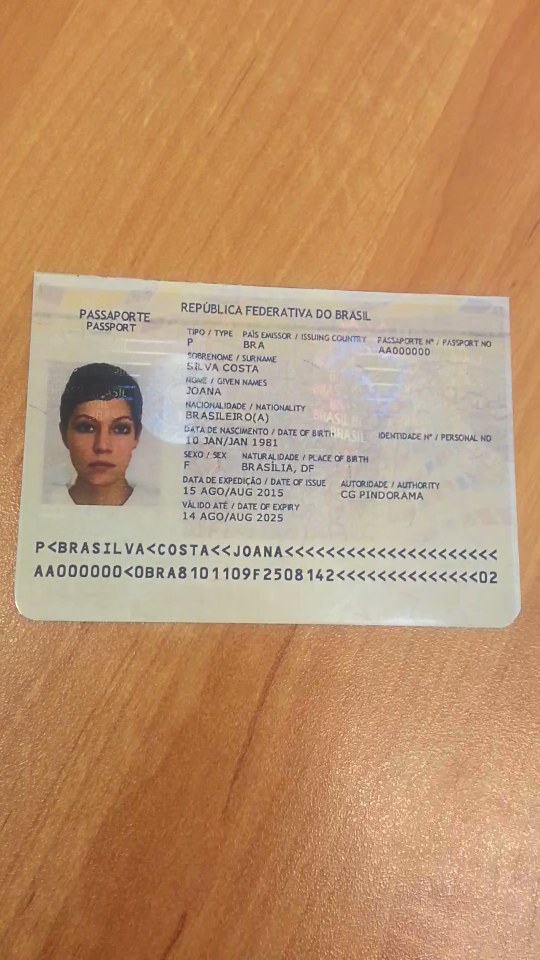 PASSAPORTE
PASSPORT
REPÚBLICA FEDERATIVA DO BRASIL
TIPO / TYPE PAÍS EMISSOR / ISSUING COUNTRY PASSAPORTE Nº / PASSPORT NO
P BRA AA000000
SOBRENOME / SURNAME
SILVA COSTA
NOME / GIVEN NAMES
JOANA
NACIONALIDADE / NATIONALITY
BRASILEIRO(A)
DATA DE NASCIMENTO / DATE OF BIRTH IDENTIDADE Nº / PERSONAL NO
10 JAN/JAN 1981
SEXO / SEX NATURALIDADE / PLACE OF BIRTH
F BRASÍLIA, DF
DATA DE EXPEDIÇÃO / DATE OF ISSUE AUTORIDADE / AUTHORITY
15 AGO/AUG 2015 CG PINDORAMA
VÁLIDO ATÉ / DATE OF EXPIRY
14 AGO/AUG 2025
P<BRASILVA<COSTA<<JOANA<<<<<<<<<<<<<<<<<<<<<
AA000000<0BRA8101109F2508142<<<<<<<<<<<<<<02